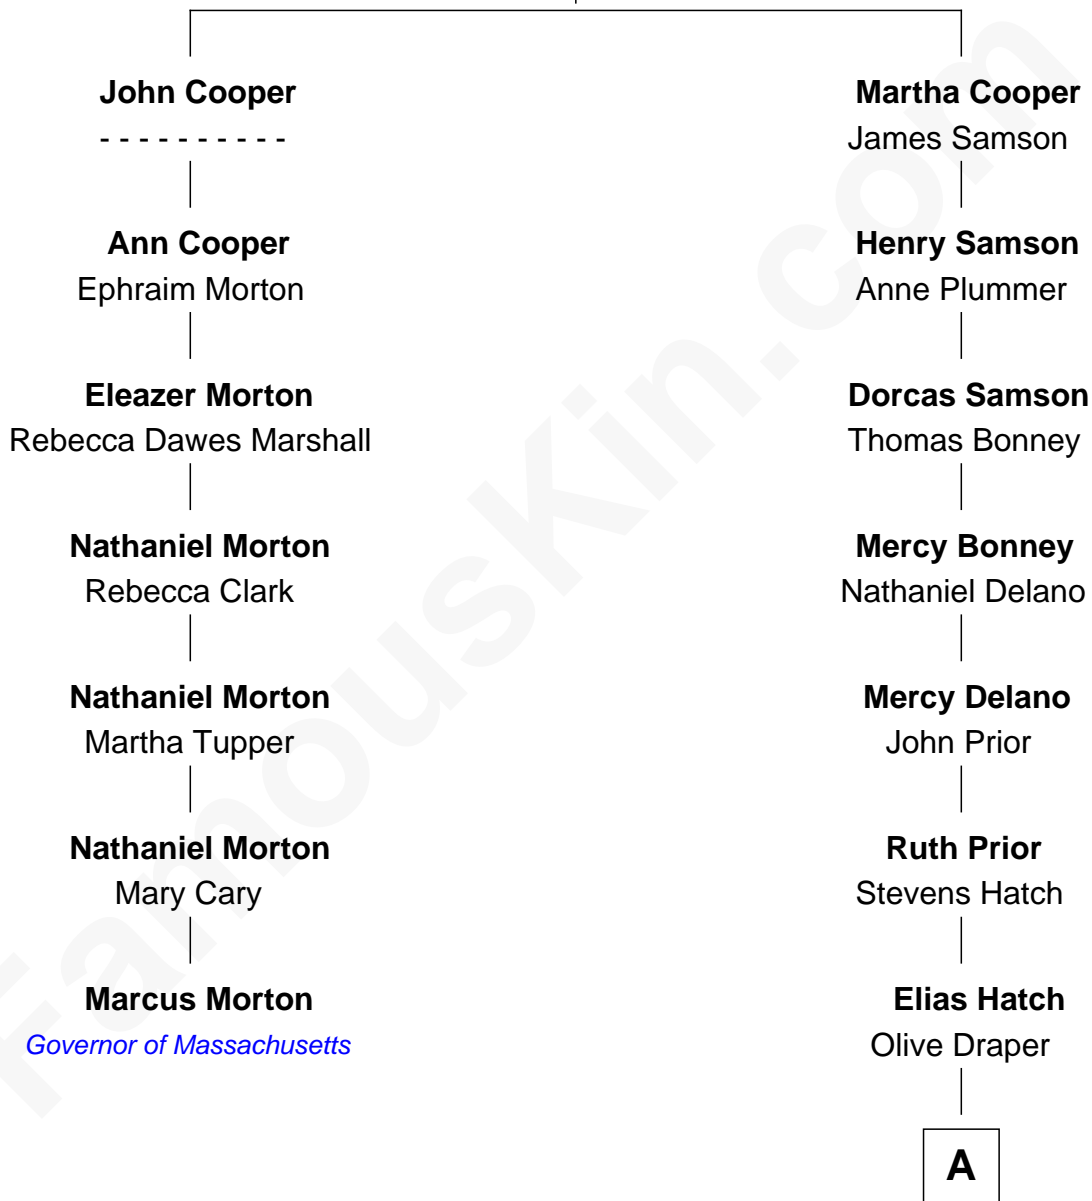 John Cooper
- - - - - - - - - -
Ann Cooper
Ephraim Morton
Eleazer Morton
Rebecca Dawes Marshall
Nathaniel Morton
Rebecca Clark
Nathaniel Morton
Martha Tupper
Nathaniel Morton
Mary Cary
Marcus Morton
Governor of Massachusetts
Martha Cooper
James Samson
Henry Samson
Anne Plummer
Dorcas Samson
Thomas Bonney
Mercy Bonney
Nathaniel Delano
Mercy Delano
John Prior
Ruth Prior
Stevens Hatch
Elias Hatch
Olive Draper
A
FamousKin.com